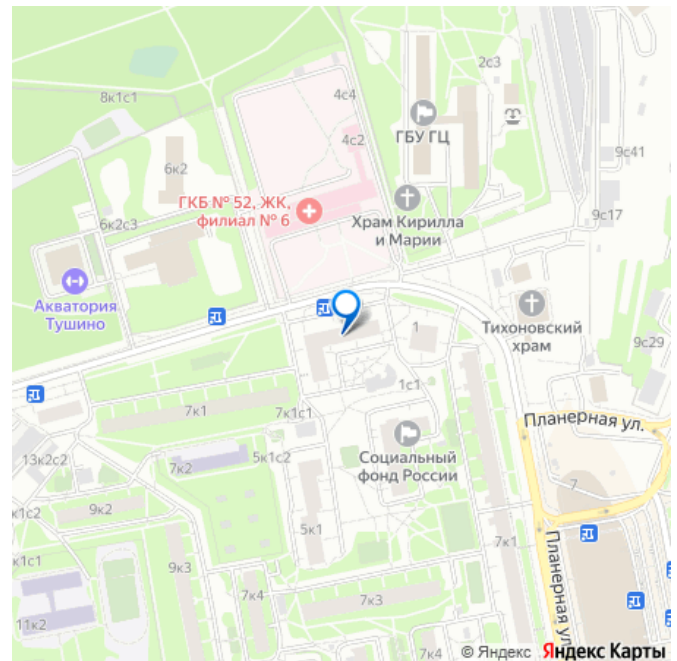 2с3
8к1с1
4с4
ГБУ ГЦ
4с2
9с41
6к2
ГКБ № 52, ЖК,
филиал № 6
Храм Кирилла
и Марии
9с17
6к2с3
Акватория
Тушино
Тихоновский
храм
1
9с29
1с1
7к1
7к1с1
Планерная ул.
Социальный
фонд России
13к2с2
7к2
5к1с2
7
к1с2
9к2
5к1
7к1
к1с1
9к3
Планерная ул
7к4
7к3
11к2
© Яндекс Яндекс Карты